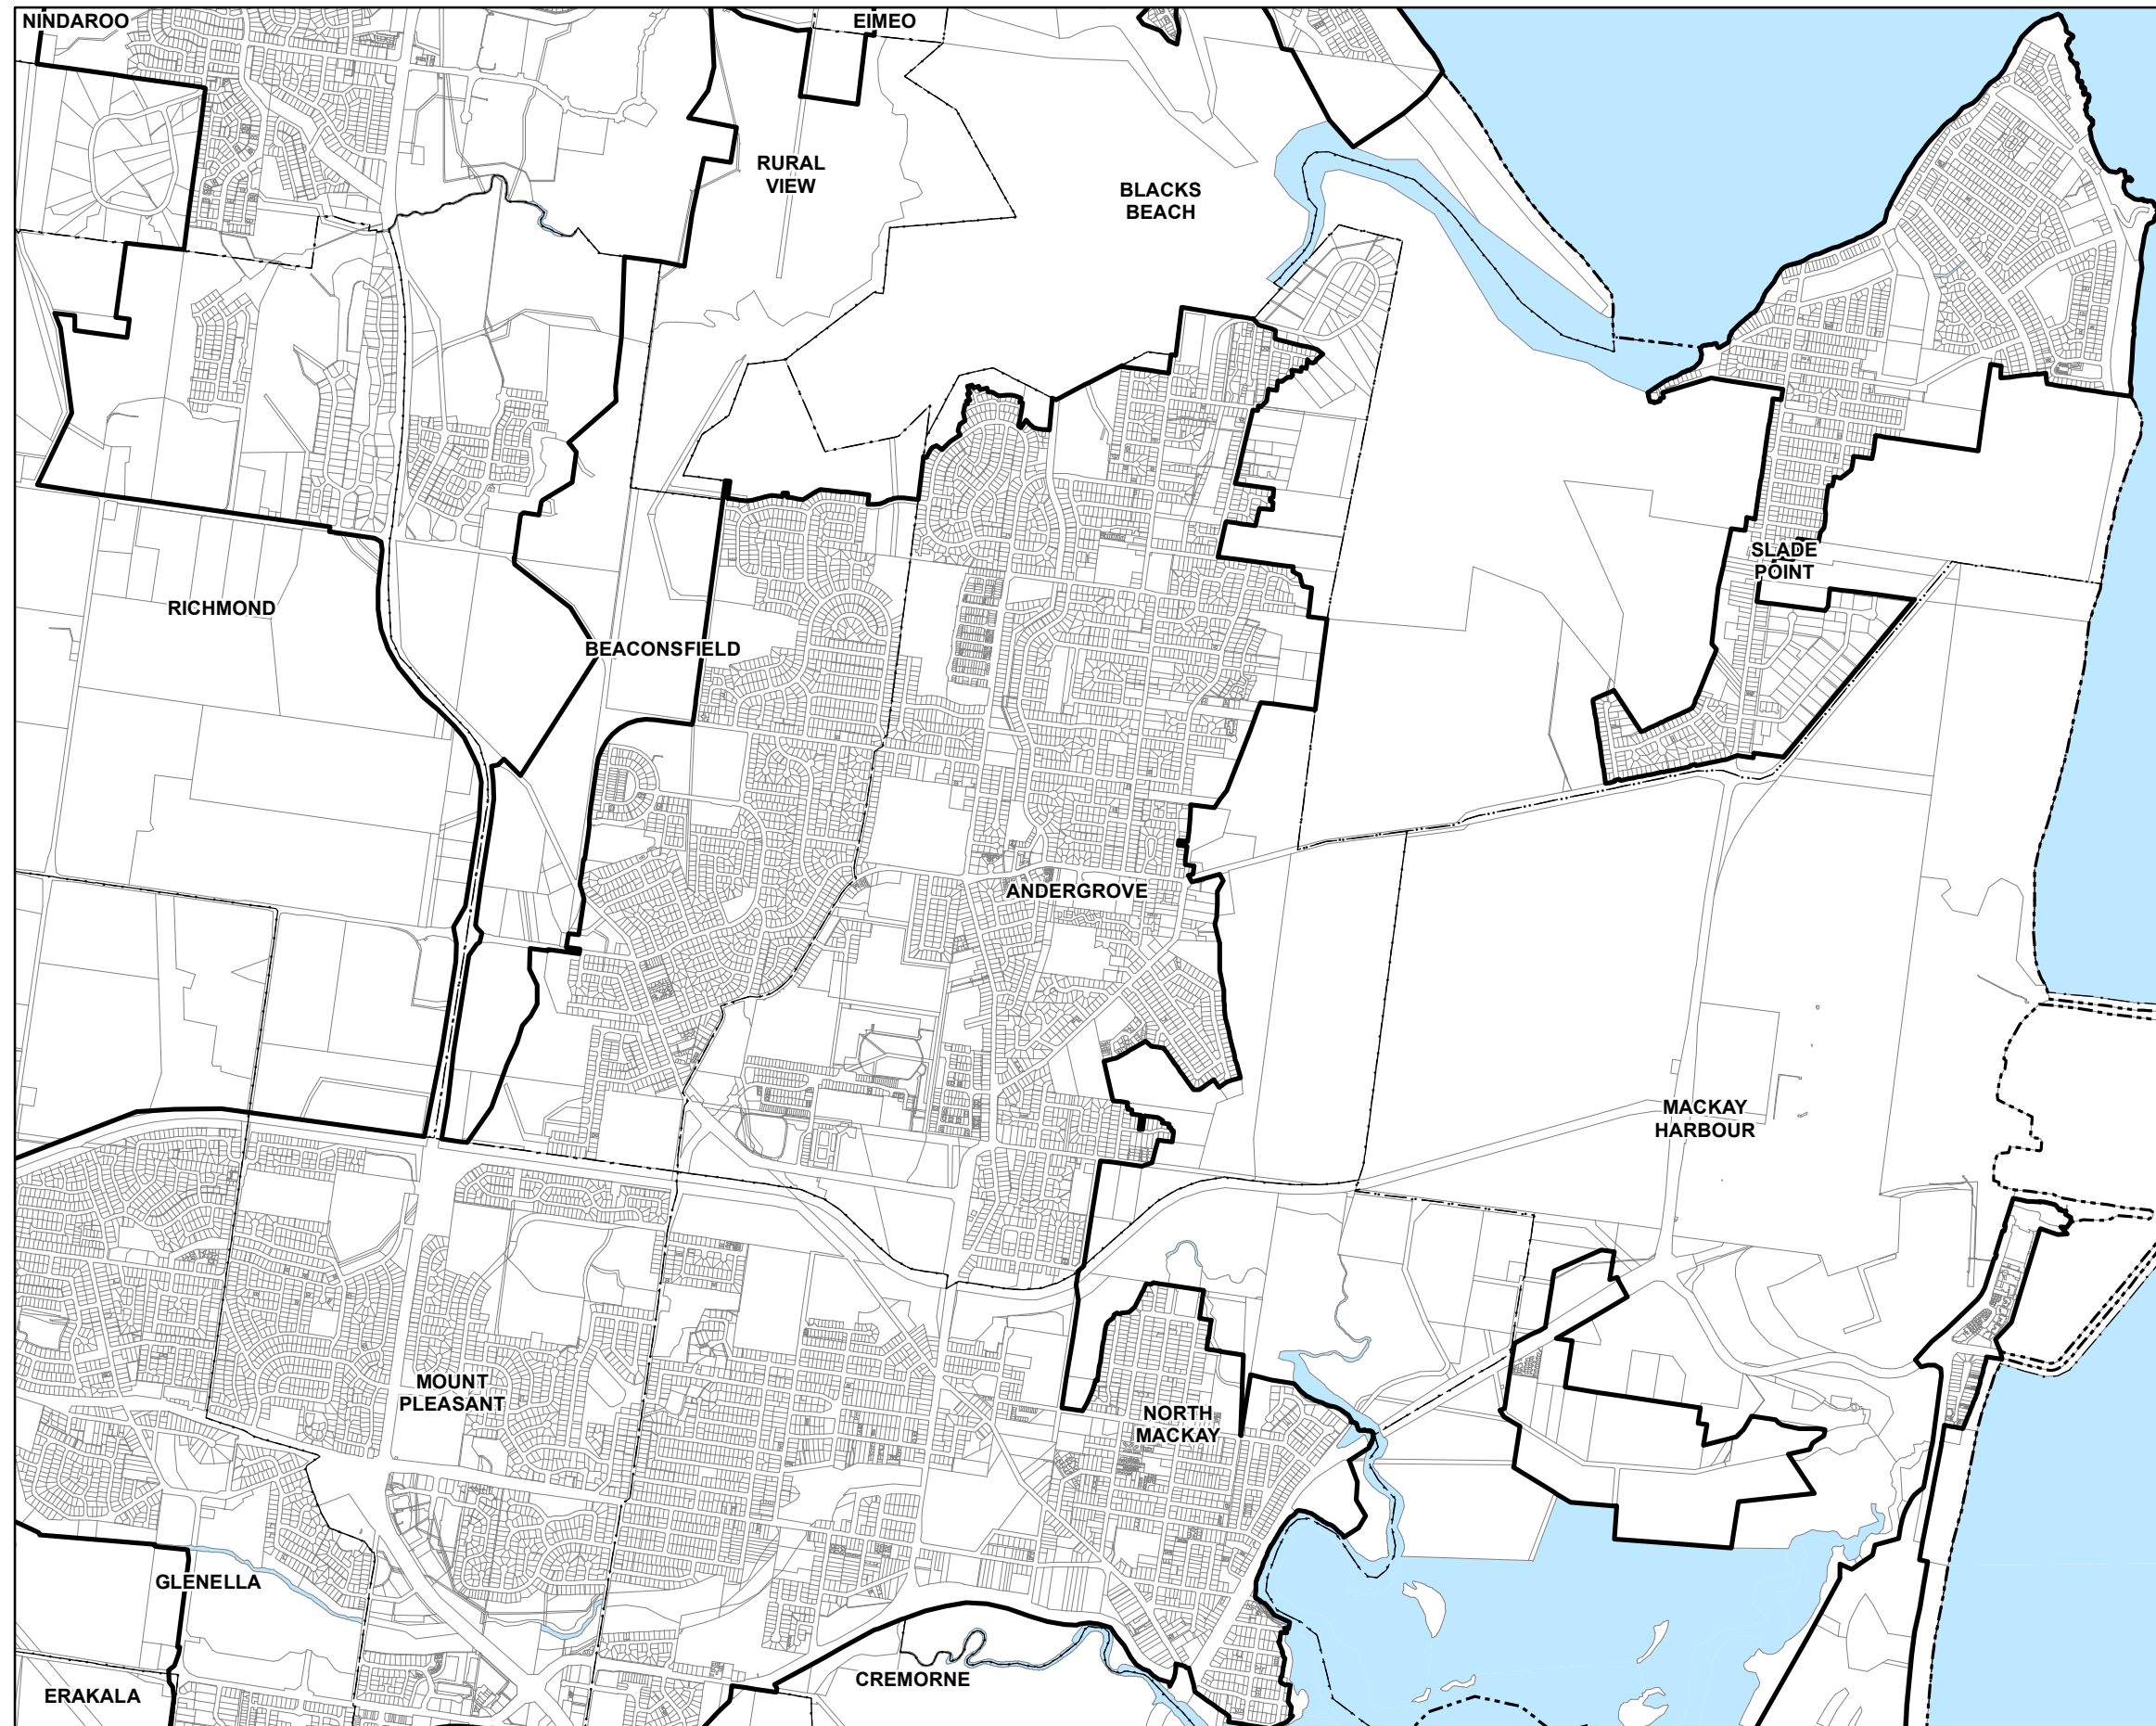 NINDAROO
EIMEO
RURAL
VIEW
BLACKS
BEACH
SLADE
POINT
RICHMOND
BEACONSFIELD
ANDERGROVE
MACKAY
HARBOUR
MOUNT
PLEASANT
NORTH
MACKAY
GLENELLA
CREMORNE
ERAKALA